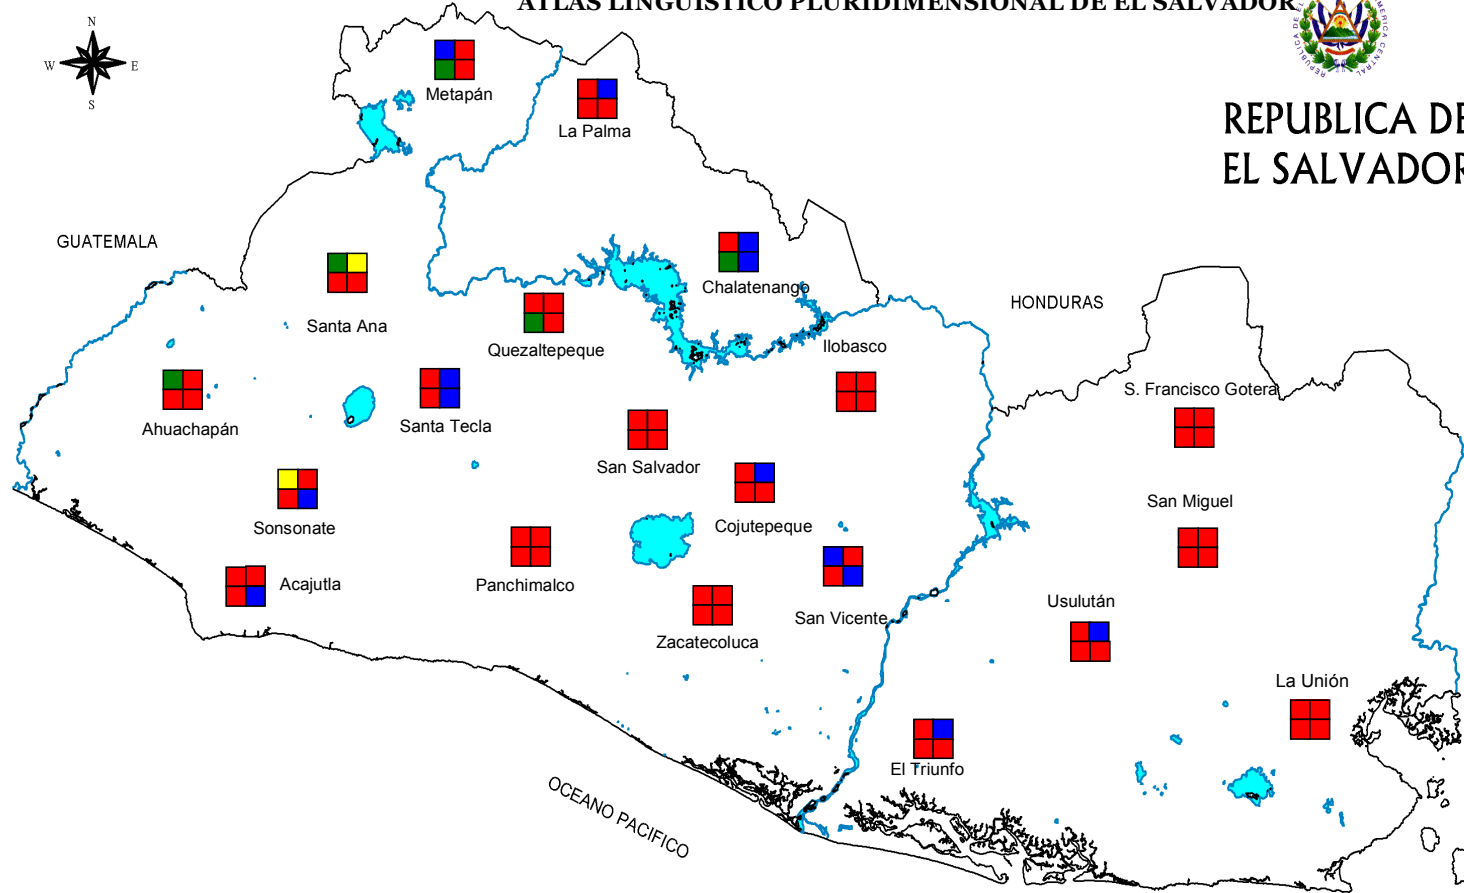 ATLAS LINGÜÍSTICO PLURIDIMENSIONAL DE EL SALVADOR
N
W E
S
REPUBLICA DE
EL SALVADOR
Metapán
La Palma
GUATEMALA
Chalatenango
HONDURAS
Santa Ana
Quezaltepeque
Ilobasco
S. Francisco Gotera
Ahuachapán
Santa Tecla
San Salvador
San Miguel
Sonsonate
Cojutepeque
Acajutla
Panchimalco
Zacatecoluca
San Vicente
Usulután
La Unión
El Triunfo
OCEANO PACIFICO